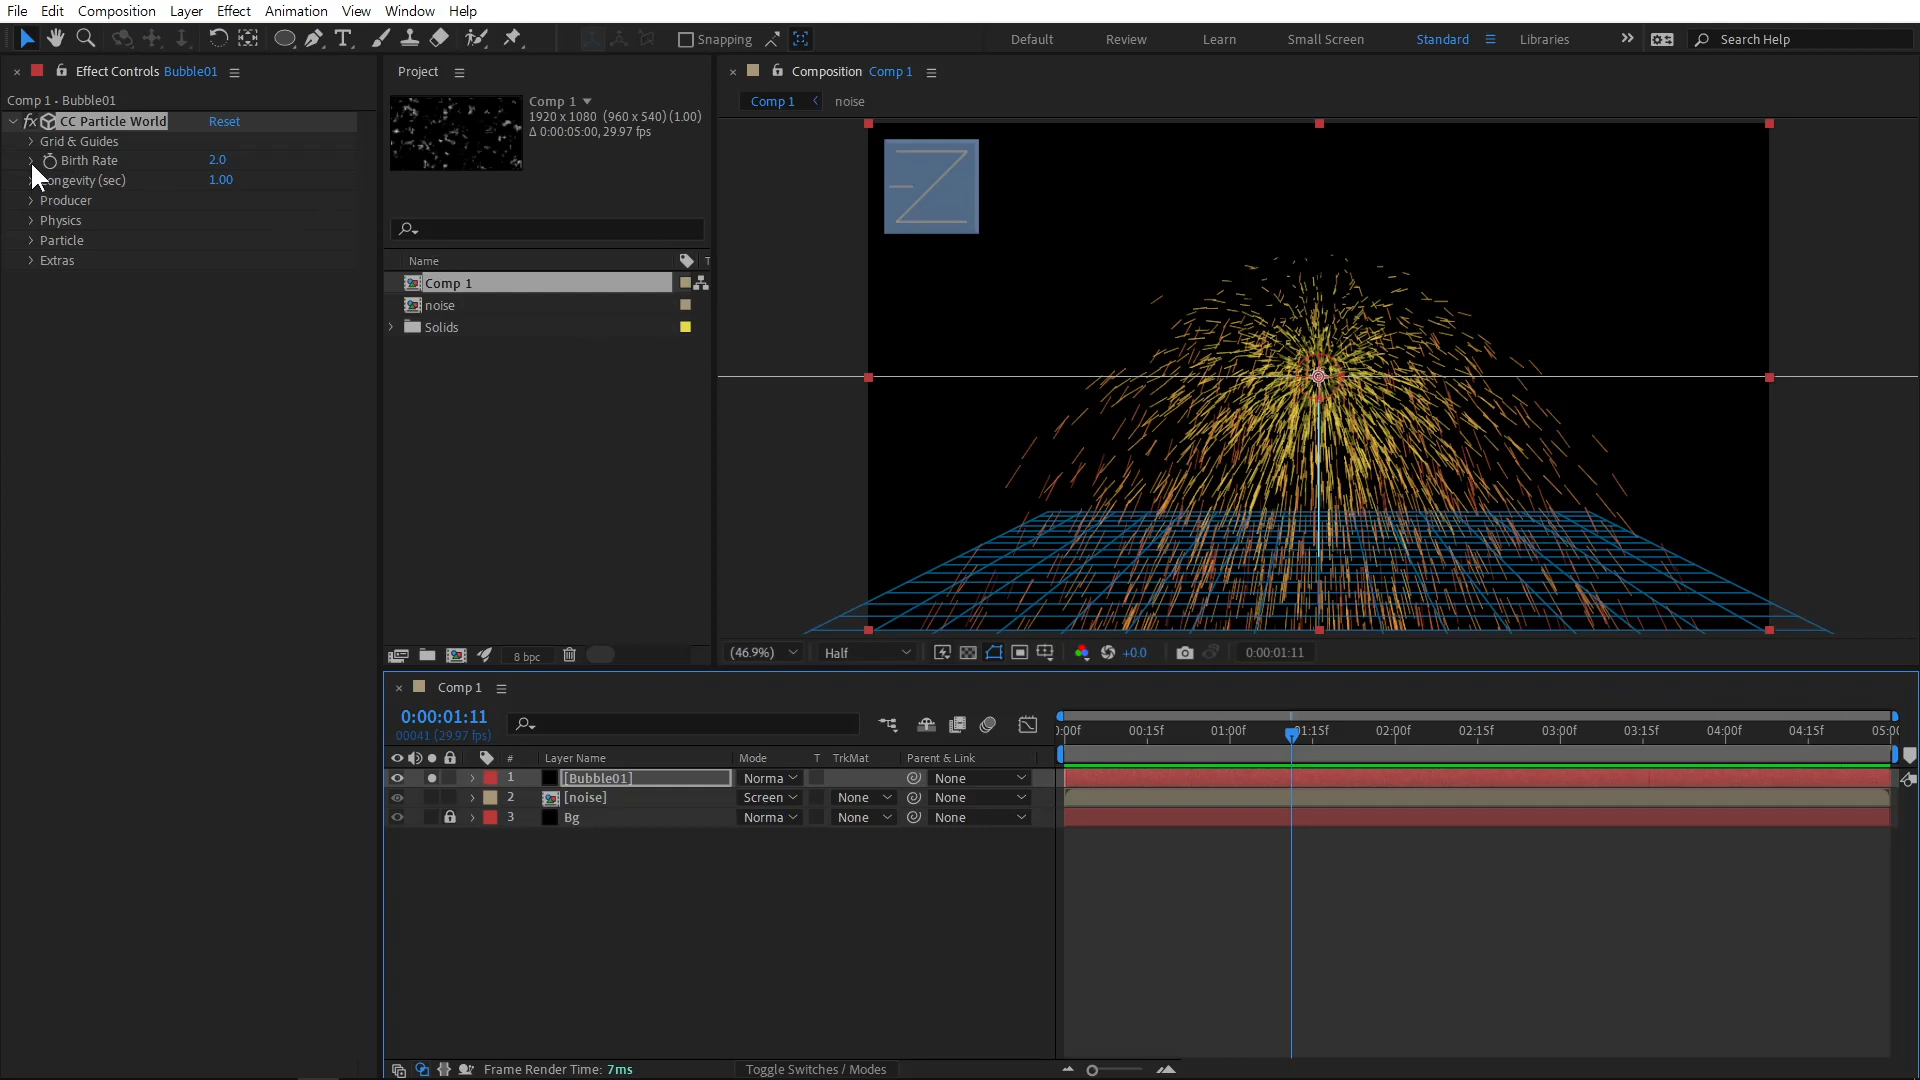 File Edit Composition Layer Effect Animation View Window Help
Snapping Default Review Learn Small Screen Standard Libraries Search Help
Effect Controls Bubble01
Comp 1 • Bubble01
fx CC Particle World Reset
Grid & Guides
Birth Rate 2.0
Longevity (sec) 1.00
Producer
Physics
Particle
Extras
Project
Comp 1
1920 x 1080 (960 x 540) (1.00)
Δ 0:00:05:00, 29.97 fps
Name T
Comp 1
noise
Solids
8 bpc
Composition Comp 1
Comp 1 noise
Z
(46.9%) Half +0.0 0:00:01:11
Comp 1
0:00:01:11
00041 (29.97 fps)
# Layer Name Mode T TrkMat Parent & Link
1 [Bubble01] Norma None
2 [noise] Screen None None
3 Bg Norma None None
:00f 00:15f 01:00f 01:15f 02:00f 02:15f 03:00f 03:15f 04:00f 04:15f 05:00
Frame Render Time: 7ms Toggle Switches / Modes